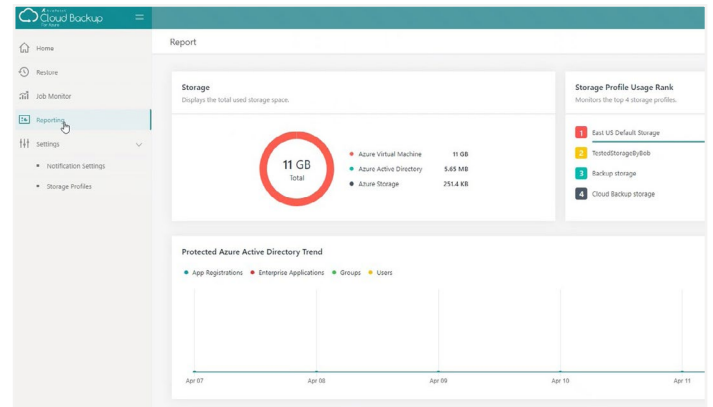 Cloud Backup
For Azure
Home
Restore
Job Monitor
Reporting
Settings
Notification Settings
Storage Profiles
Report
Storage
Displays the total used storage space.
11 GB
Total
Azure Virtual Machine 11 GB
Azure Active Directory 5.65 MB
Azure Storage 251.4 KB
Storage Profile Usage Rank
Monitors the top 4 storage profiles.
1 East US Default Storage
2 TestedStorageByBob
3 Backup storage
4 Cloud Backup storage
Protected Azure Active Directory Trend
App Registrations Enterprise Applications Groups Users
Apr 07 Apr 08 Apr 09 Apr 10 Apr 11